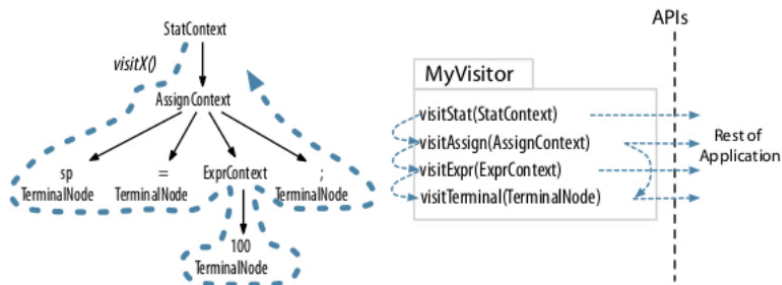 StatContext
visitX()
AssignContext
sp
TerminalNode
=
TerminalNode
ExprContext
;
TerminalNode
100
TerminalNode
APIs
MyVisitor
visitStat(StatContext)
visitAssign(AssignContext)
visitExpr(ExprContext)
visitTerminal(TerminalNode)
Rest of
Application